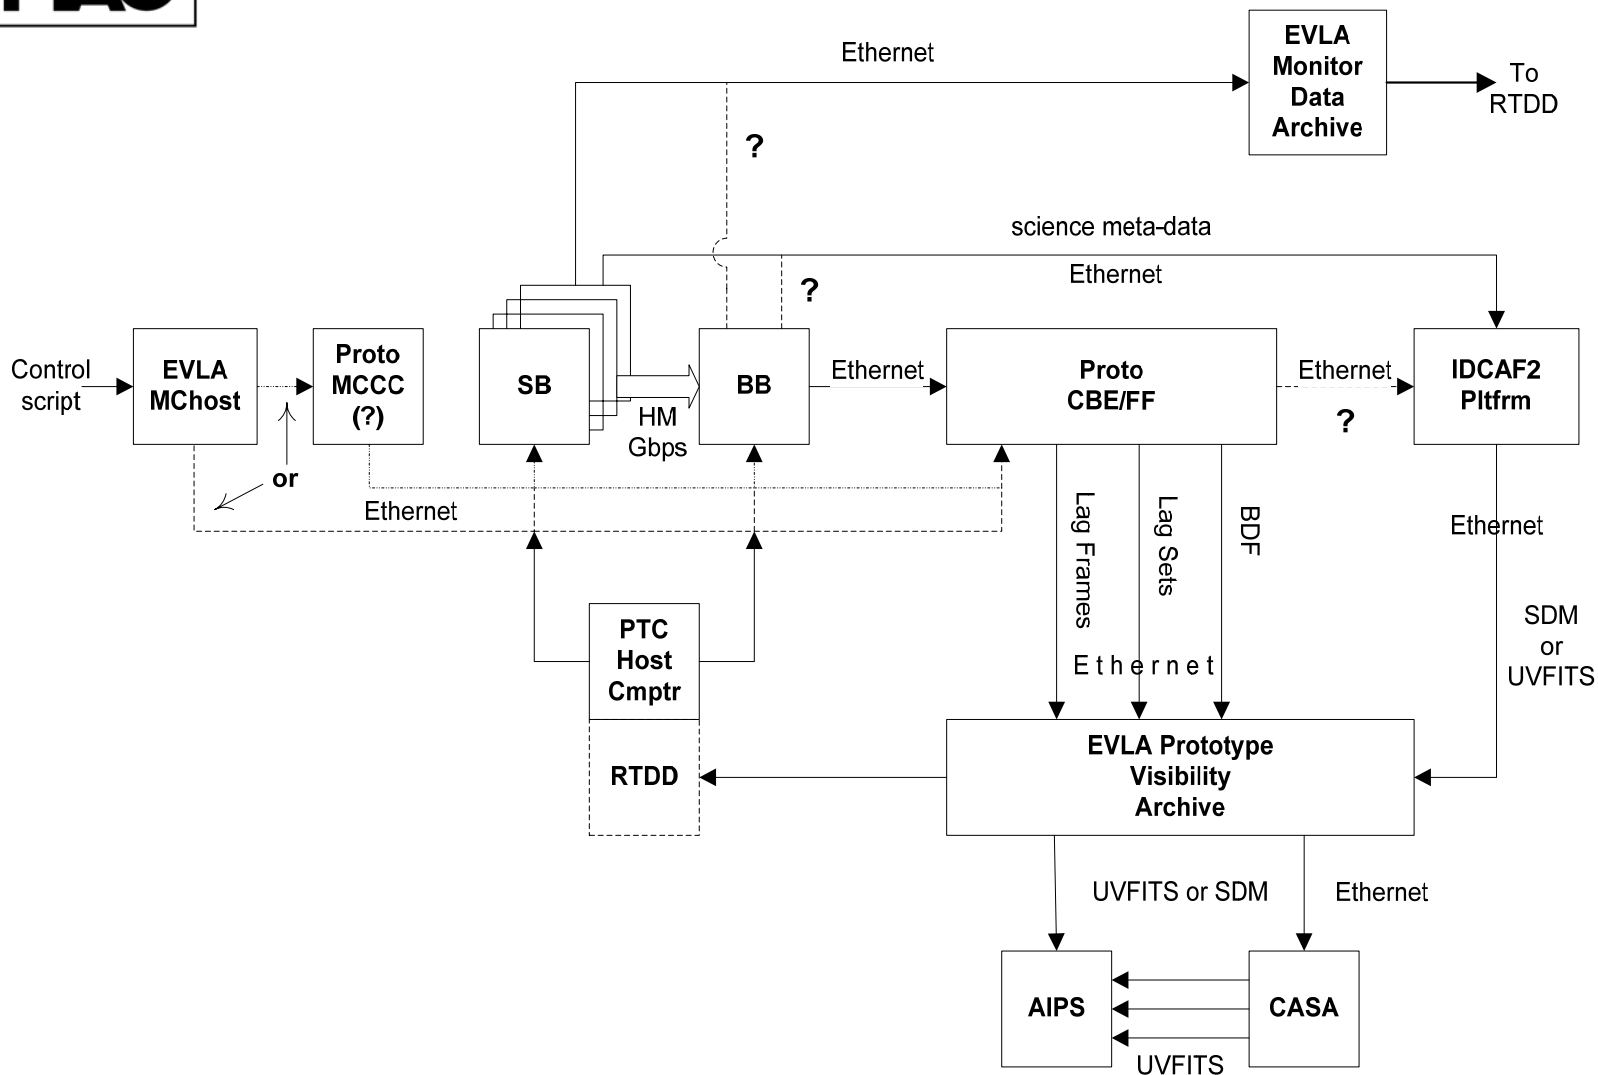 Ethernet
EVLA
Monitor
Data
Archive
To
RTDD
?
science meta-data
Ethernet
?
Control
script
EVLA
MChost
Proto
MCCC
(?)
SB
HM
Gbps
BB
Ethernet
Proto
CBE/FF
Ethernet
?
IDCAF2
Pltfrm
or
Ethernet
Lag Frames
Lag Sets
BDF
Ethernet
Ethernet
SDM
or
UVFITS
PTC
Host
Cmptr
RTDD
EVLA Prototype
Visibility
Archive
UVFITS or SDM
Ethernet
AIPS
CASA
UVFITS